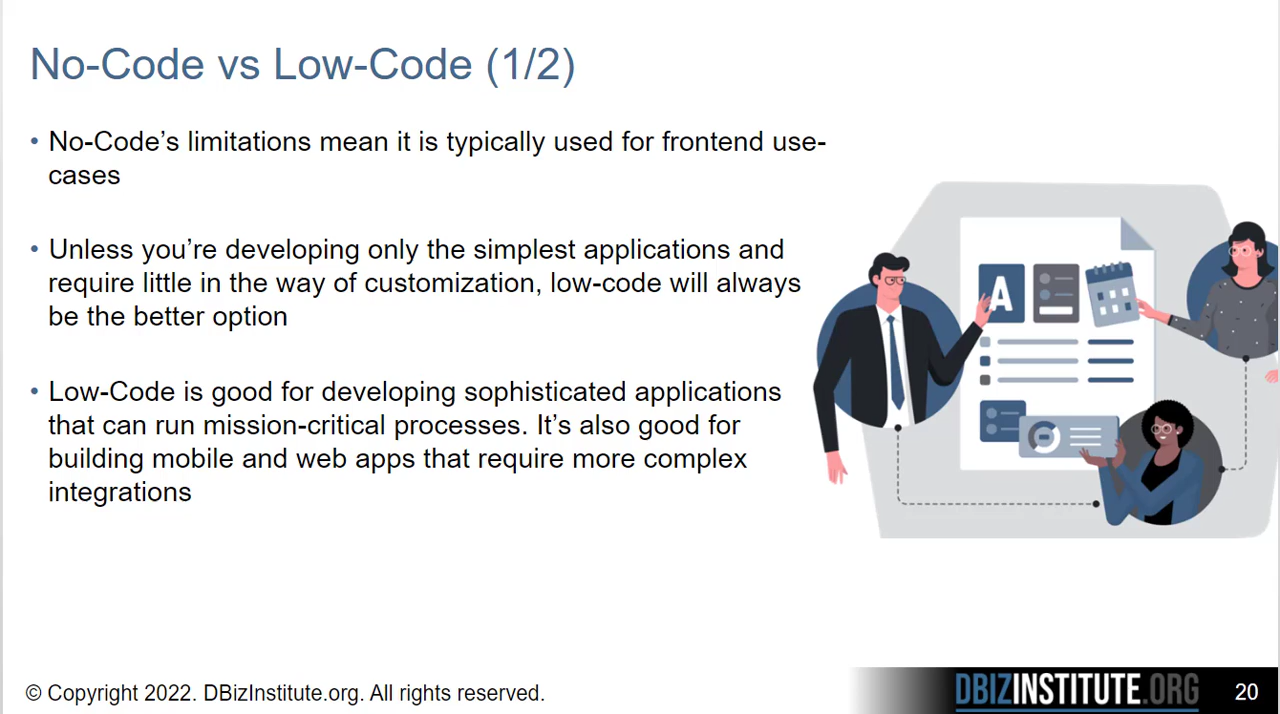 No-Code vs Low-Code (1/2)
• No-Code’s limitations mean it is typically used for frontend use-
cases
• Unless you’re developing only the simplest applications and
require little in the way of customization, low-code will always
be the better option
• Low-Code is good for developing sophisticated applications
that can run mission-critical processes. It’s also good for
building mobile and web apps that require more complex
integrations
A
© Copyright 2022. DBizInstitute.org. All rights reserved.
DBIZINSTITUTE.ORG
20